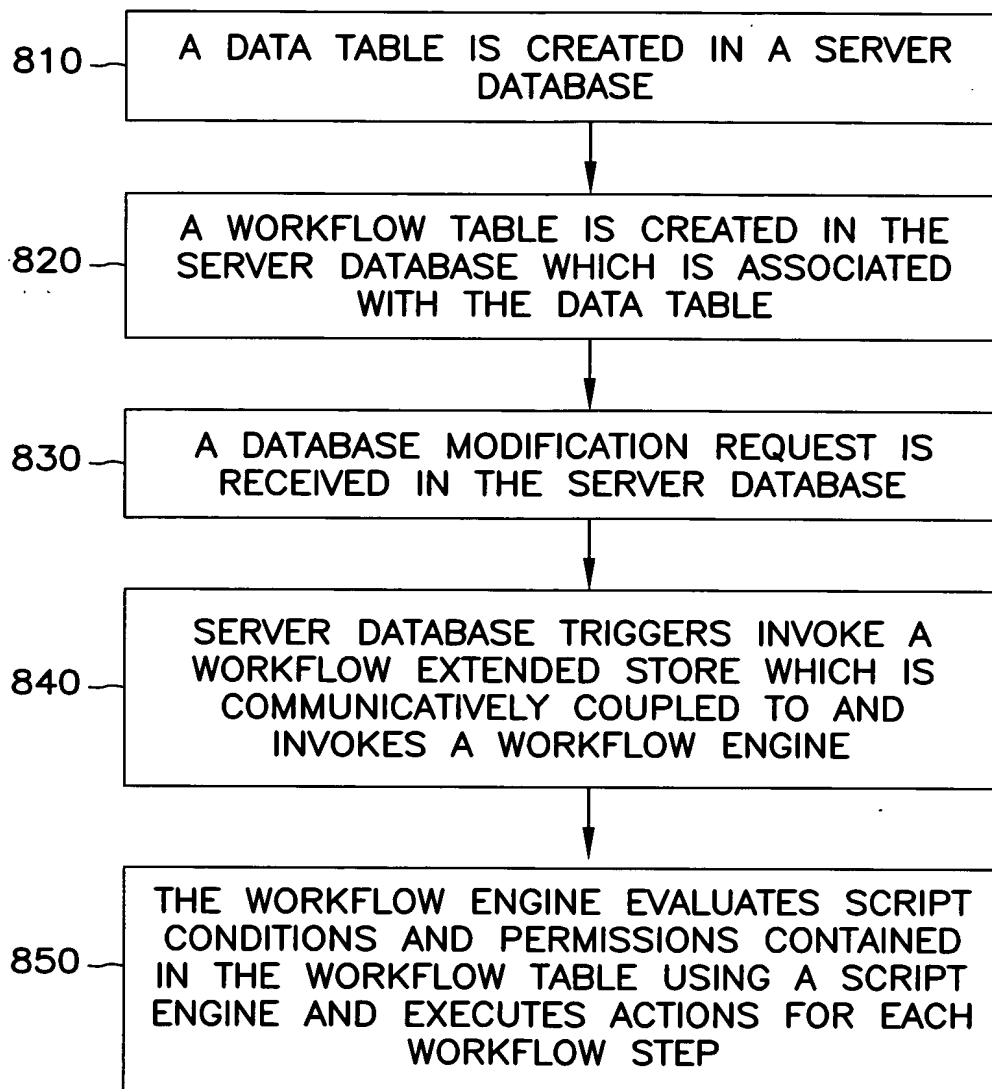 810
A DATA TABLE IS CREATED IN A SERVER
DATABASE
820
A WORKFLOW TABLE IS CREATED IN THE
SERVER DATABASE WHICH IS ASSOCIATED
WITH THE DATA TABLE
830
A DATABASE MODIFICATION REQUEST IS
RECEIVED IN THE SERVER DATABASE
840
SERVER DATABASE TRIGGERS INVOKE A
WORKFLOW EXTENDED STORE WHICH IS
COMMUNICATIVELY COUPLED TO AND
INVOKES A WORKFLOW ENGINE
850
THE WORKFLOW ENGINE EVALUATES SCRIPT
CONDITIONS AND PERMISSIONS CONTAINED
IN THE WORKFLOW TABLE USING A SCRIPT
ENGINE AND EXECUTES ACTIONS FOR EACH
WORKFLOW STEP